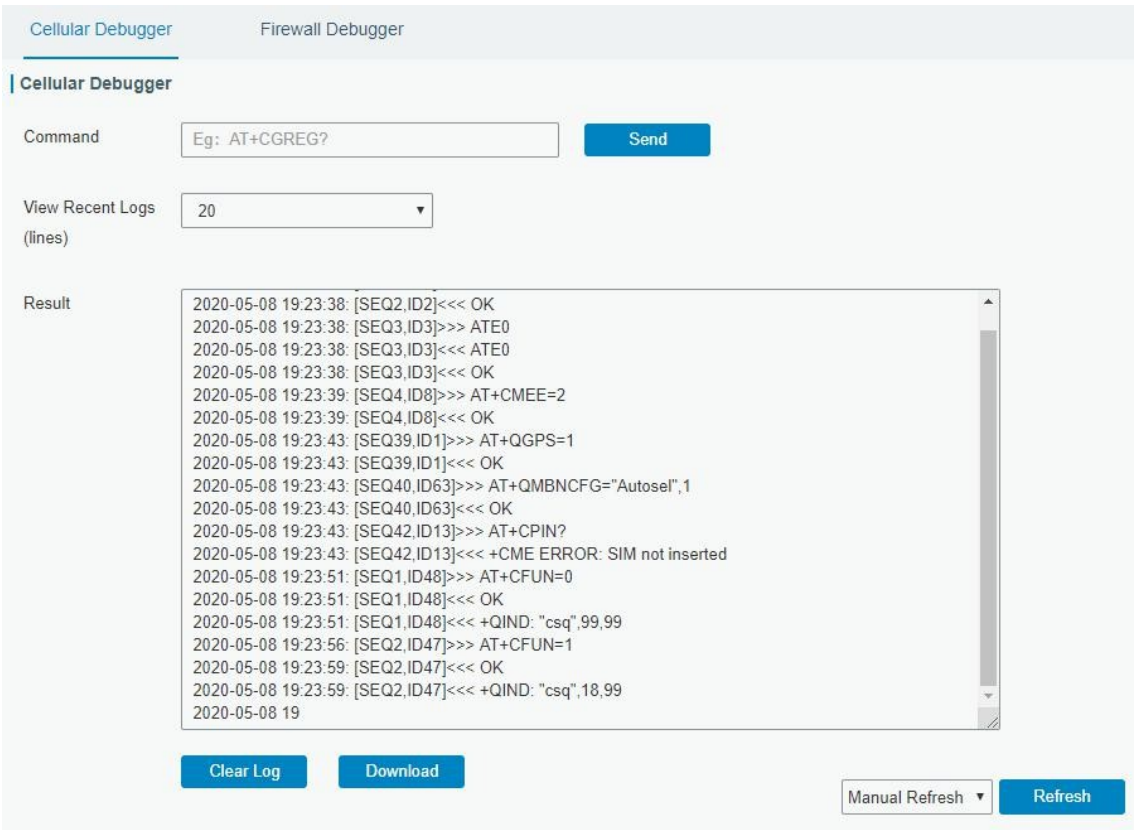 Cellular Debugger Firewall Debugger
Cellular Debugger
Command Eg: AT+CGREG? Send
View Recent Logs (lines) 20
Result
2020-05-08 19:23:38: [SEQ2,ID2]<<< OK
2020-05-08 19:23:38: [SEQ3,ID3]>>> ATE0
2020-05-08 19:23:38: [SEQ3,ID3]<<< ATE0
2020-05-08 19:23:38: [SEQ3,ID3]<<< OK
2020-05-08 19:23:39: [SEQ4,ID8]>>> AT+CMEE=2
2020-05-08 19:23:39: [SEQ4,ID8]<<< OK
2020-05-08 19:23:43: [SEQ39,ID1]>>> AT+QGPS=1
2020-05-08 19:23:43: [SEQ39,ID1]<<< OK
2020-05-08 19:23:43: [SEQ40,ID63]>>> AT+QMBNCFG="Autosel",1
2020-05-08 19:23:43: [SEQ40,ID63]<<< OK
2020-05-08 19:23:43: [SEQ42,ID13]>>> AT+CPIN?
2020-05-08 19:23:43: [SEQ42,ID13]<<< +CME ERROR: SIM not inserted
2020-05-08 19:23:51: [SEQ1,ID48]>>> AT+CFUN=0
2020-05-08 19:23:51: [SEQ1,ID48]<<< OK
2020-05-08 19:23:51: [SEQ1,ID48]<<< +QIND: "csq",99,99
2020-05-08 19:23:56: [SEQ2,ID47]>>> AT+CFUN=1
2020-05-08 19:23:59: [SEQ2,ID47]<<< OK
2020-05-08 19:23:59: [SEQ2,ID47]<<< +QIND: "csq",18,99
2020-05-08 19
Clear Log Download
Manual Refresh Refresh